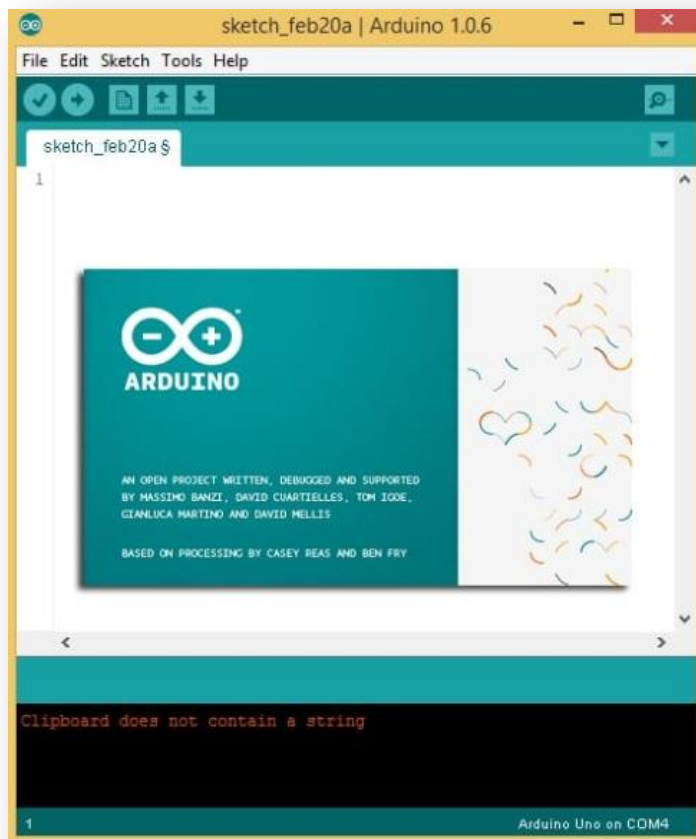 sketch_feb20a | Arduino 1.0.6
File Edit Sketch Tools Help
sketch_feb20a §
1
ARDUINO
AN OPEN PROJECT WRITTEN, DEBUGGED AND SUPPORTED
BY MASSIMO BANZI, DAVID CUARTIELLES, TOM IGOE,
GIANLUCA MARTINO AND DAVID MELLIS
BASED ON PROCESSING BY CASEY REAS AND BEN FRY
Clipboard does not contain a string
1 Arduino Uno on COM4